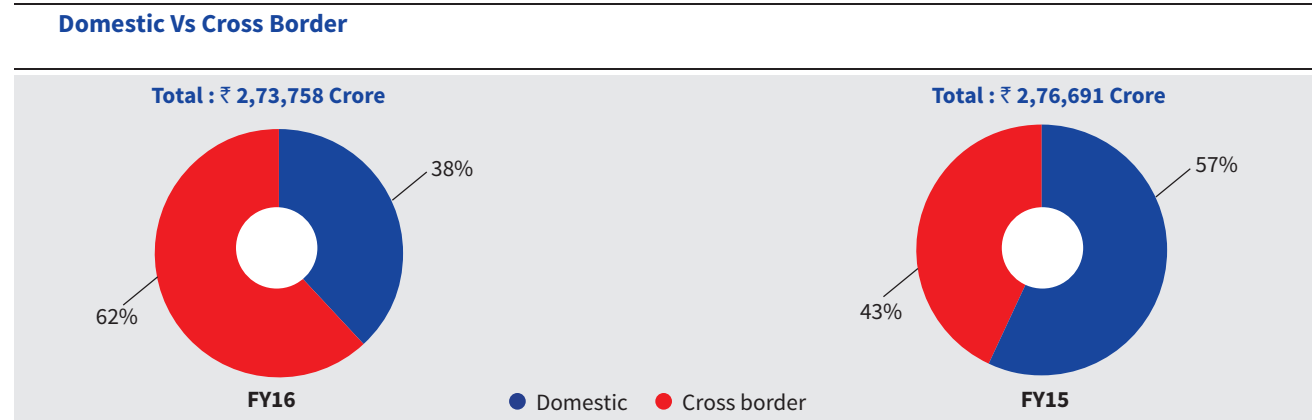 Domestic Vs Cross Border
Total : ₹ 2,73,758 Crore
38%
62%
FY16
Total : ₹ 2,76,691 Crore
57%
43%
FY15
Domestic
Cross border